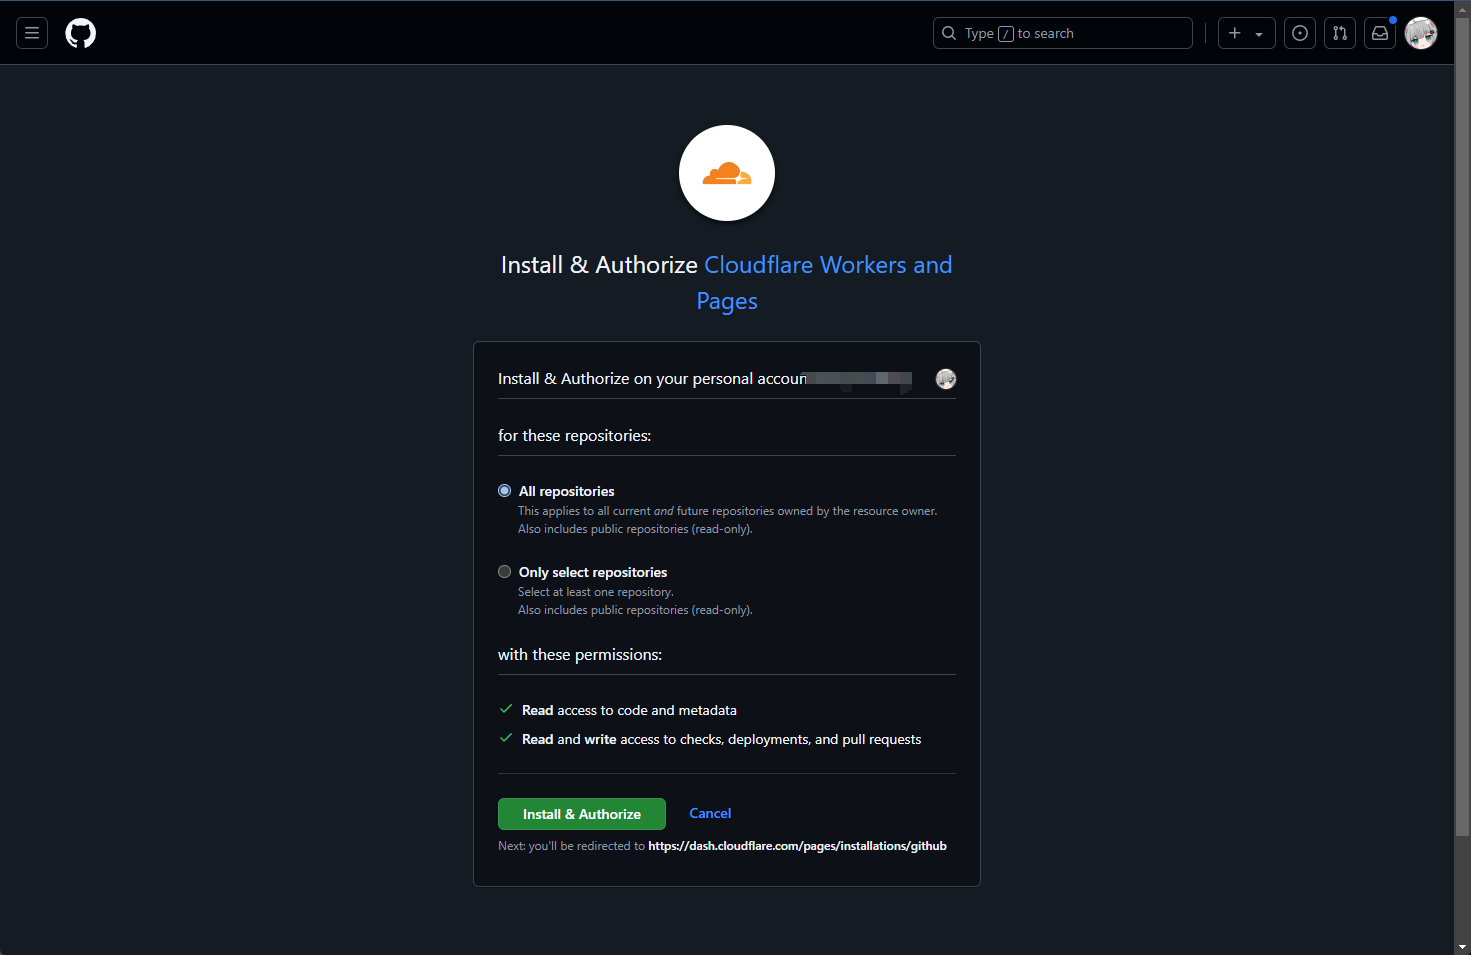 Type / to search
Install & Authorize Cloudflare Workers and
Pages
Install & Authorize on your personal accoun
for these repositories:
All repositories
This applies to all current and future repositories owned by the resource owner.
Also includes public repositories (read-only).
Only select repositories
Select at least one repository.
Also includes public repositories (read-only).
with these permissions:
Read access to code and metadata
Read and write access to checks, deployments, and pull requests
Install & Authorize Cancel
Next: you'll be redirected to https://dash.cloudflare.com/pages/installations/github